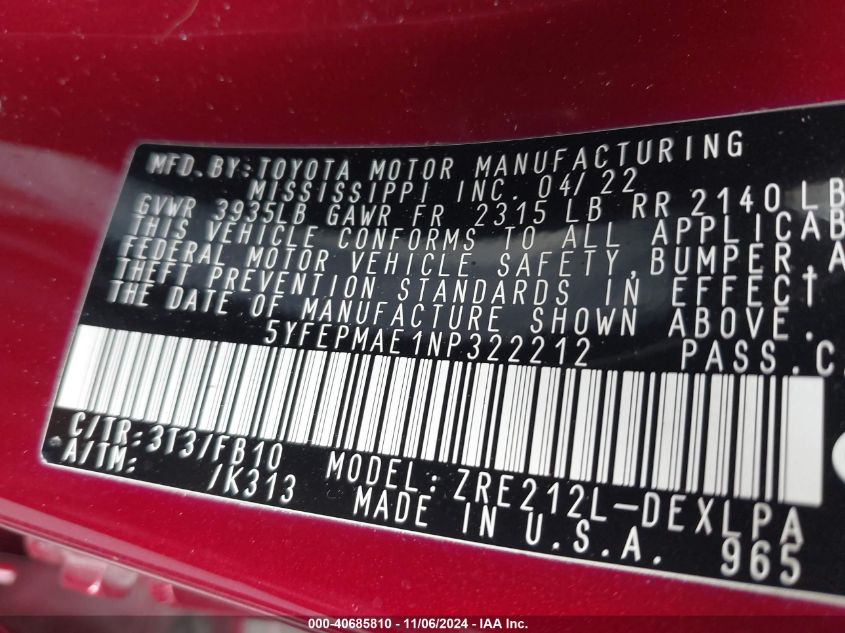 MFD. BY: TOYOTA MOTOR MANUFACTURING
MISSISSIPPI INC. 04/22
GVWR 3935LB GAWR FR 2315 LB RR 2140 LB
THIS VEHICLE CONFORMS TO ALL APPLICAB
FEDERAL MOTOR VEHICLE SAFETY, BUMPER, A
THEFT PREVENTION STANDARDS IN EFFECT
THE DATE OF MANUFACTURE SHOWN ABOVE.
5YFEPMAE1NP322212 PASS.C
C/TR: 3T3/FB10 MODEL: ZRE212L-DEXLPA
A/TM: /K313 MADE IN U.S.A. 965
000-40685810 - 11/06/2024 - IAA Inc.